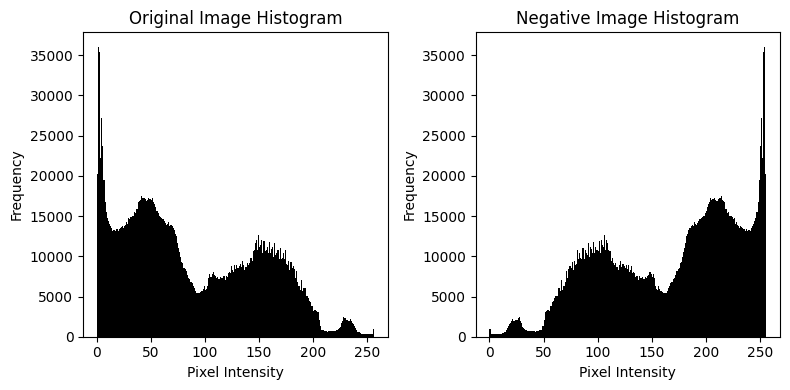 Original Image Histogram
35000
30000
25000
20000
15000
10000
5000
0
Frequency
0 50 100 150 200 250
Pixel Intensity
Negative Image Histogram
35000
30000
25000
20000
15000
10000
5000
0
Frequency
0 50 100 150 200 250
Pixel Intensity